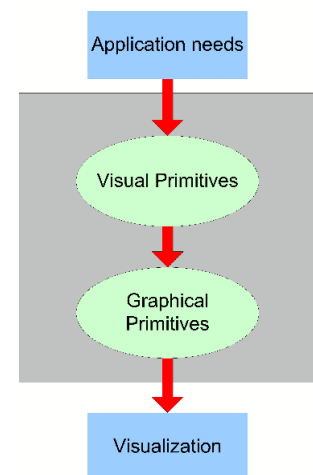 Application needs
Visual Primitives
Graphical
Primitives
Visualization